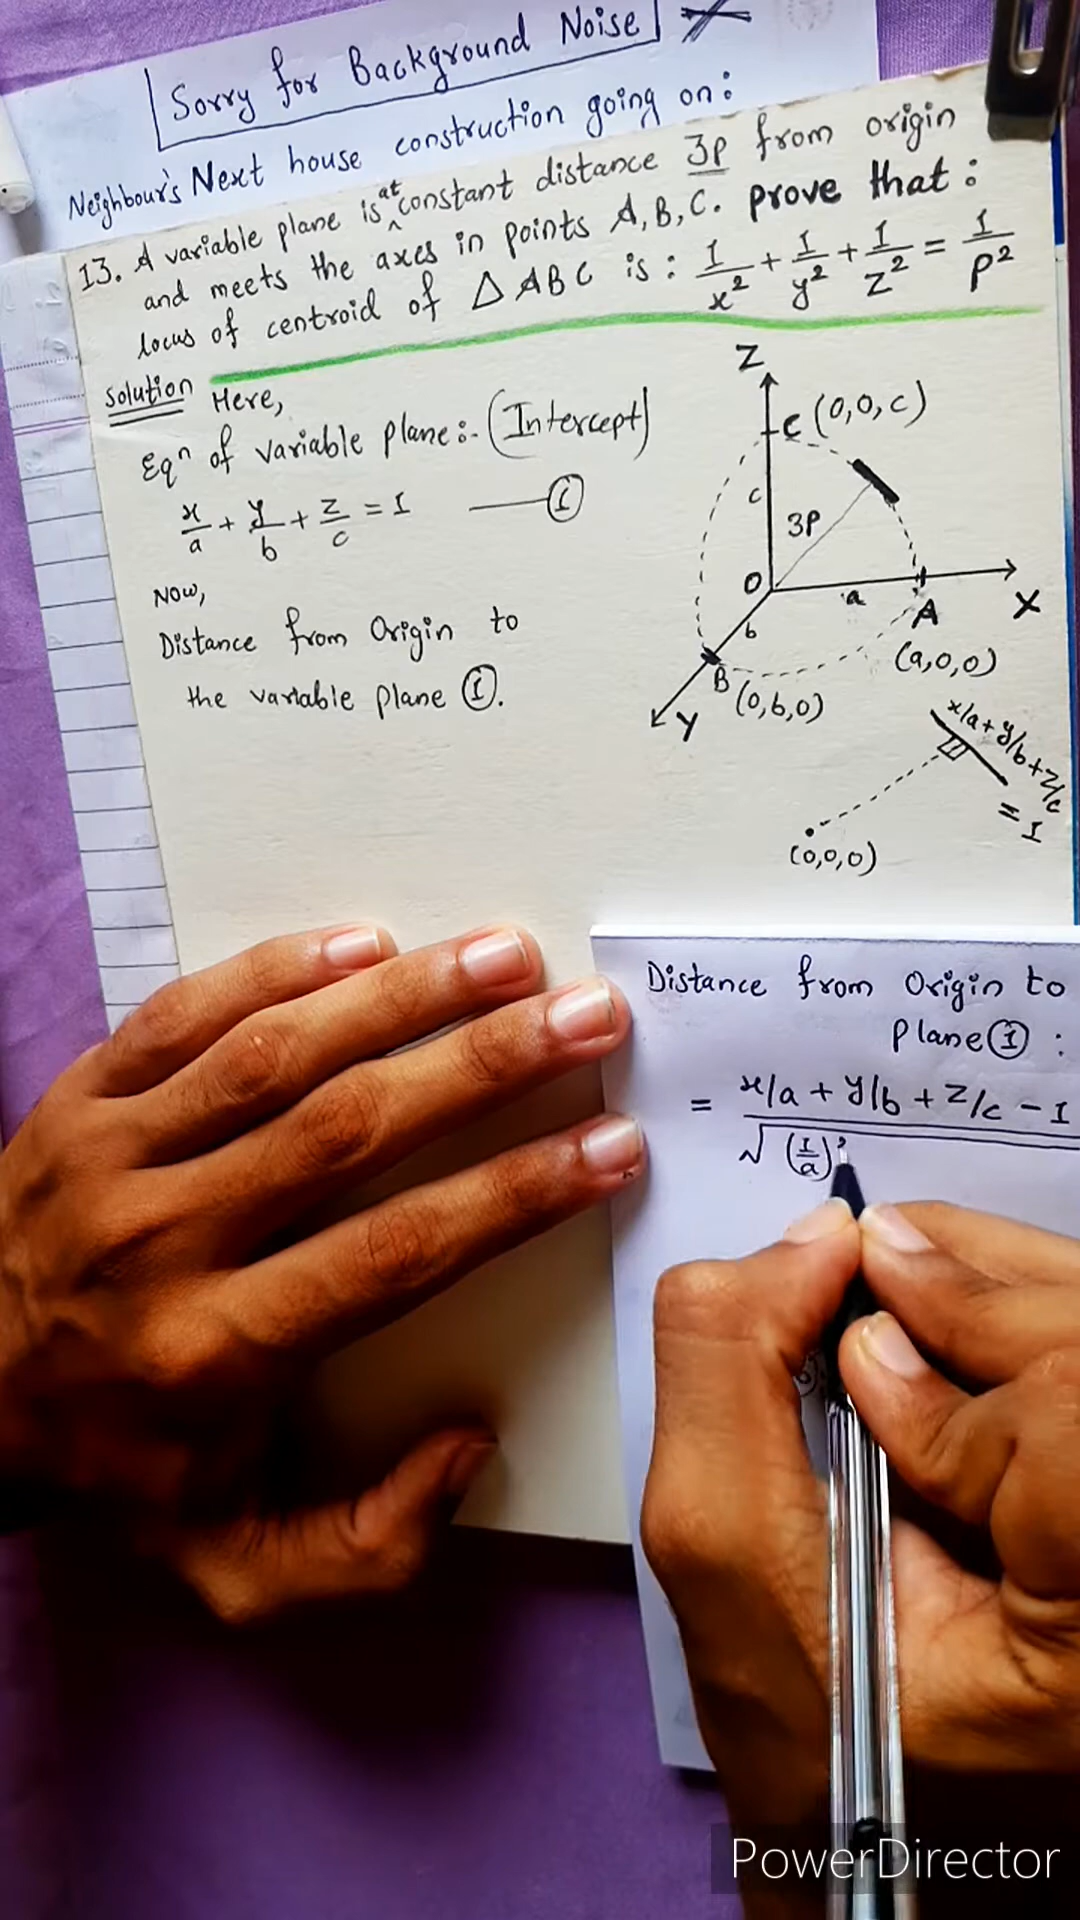 Sorry for Background Noise
Neighbour's Next house construction going on:
13. A variable plane is at constant distance 3p from origin
and meets the axes in points A, B, C. prove that:
locus of centroid of △ ABC is: 1/x² + 1/y² + 1/z² = 1/p²
Solution Here,
Eqⁿ of variable plane:- (Intercept)
x/a + y/b + z/c = 1 —— ①
Now,
Distance from Origin to
the variable plane ①.
Z
C (0,0,c)
c
3P
O
a
A
X
b
(a,0,0)
B
(0,b,0)
Y
x/a + y/b + z/c
= 1
(0,0,0)
Distance from Origin to
plane ① :
= x/a + y/b + z/c - 1
√ (1/a)²
PowerDirector